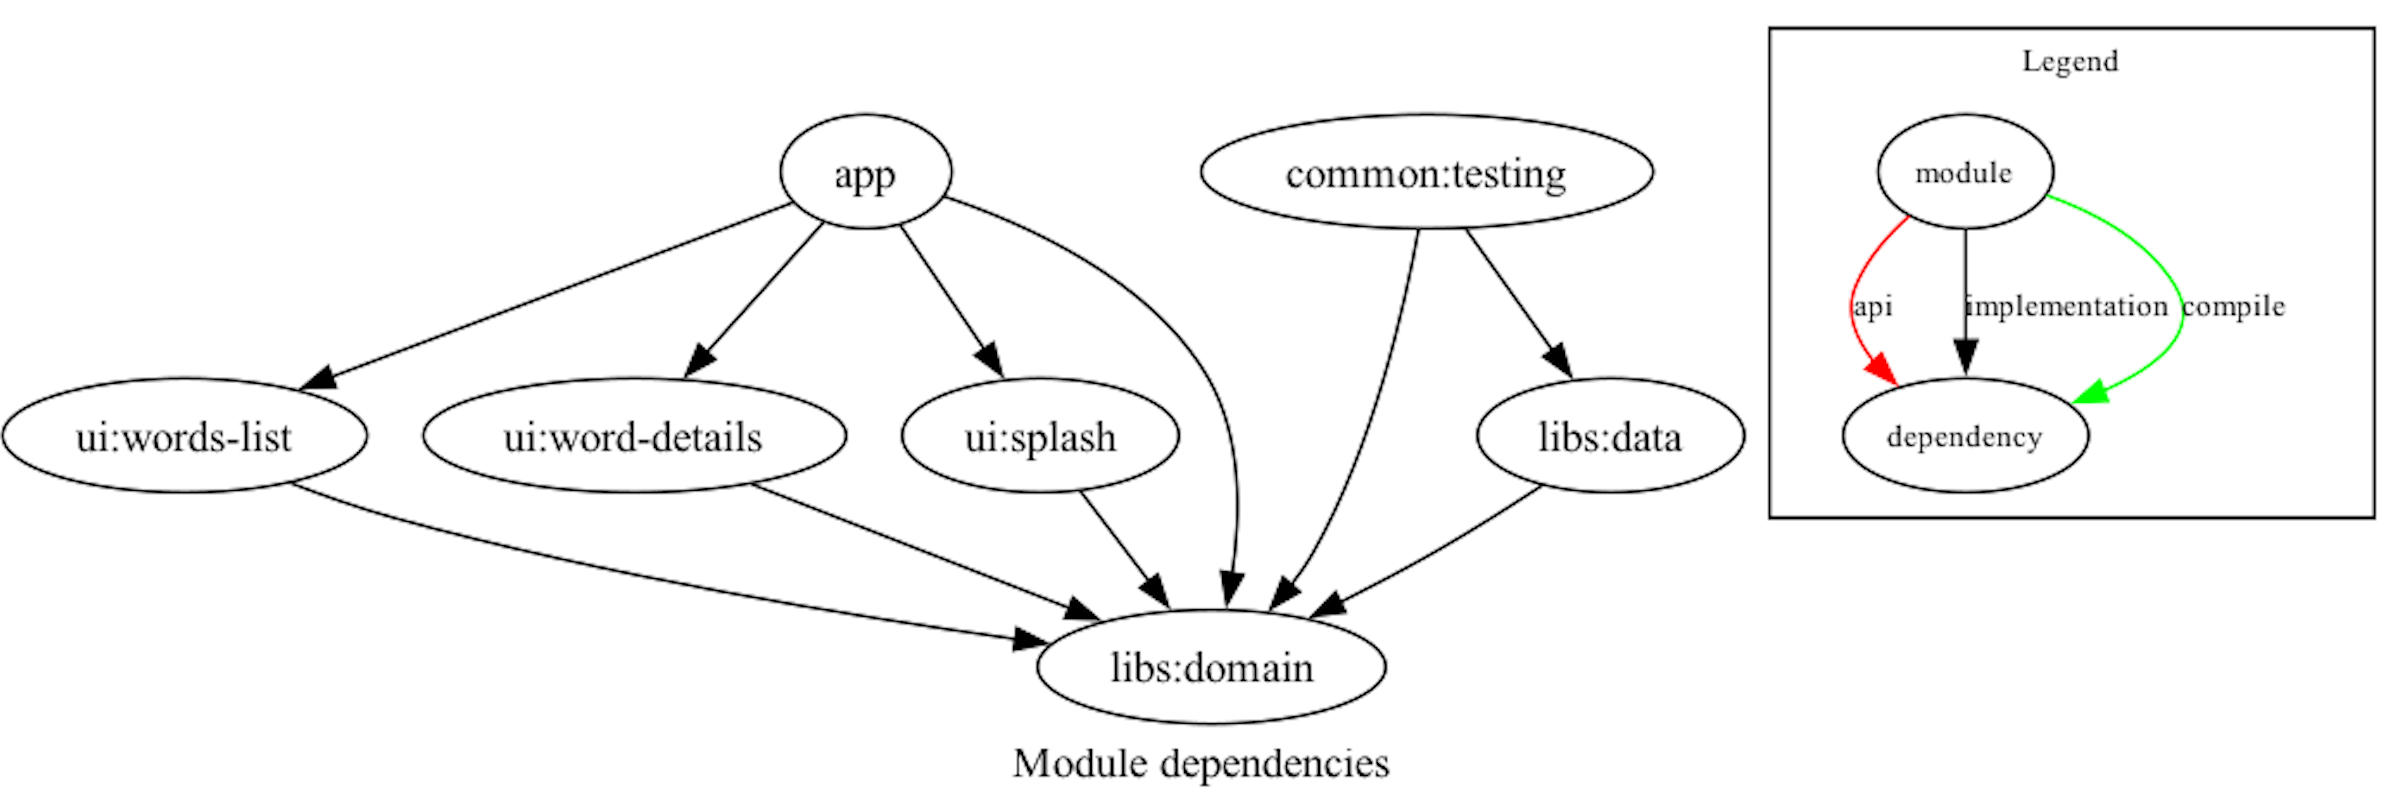 Legend
app
common:testing
module
api
implementation
compile
ui:words-list
ui:word-details
ui:splash
libs:data
dependency
libs:domain
Module dependencies